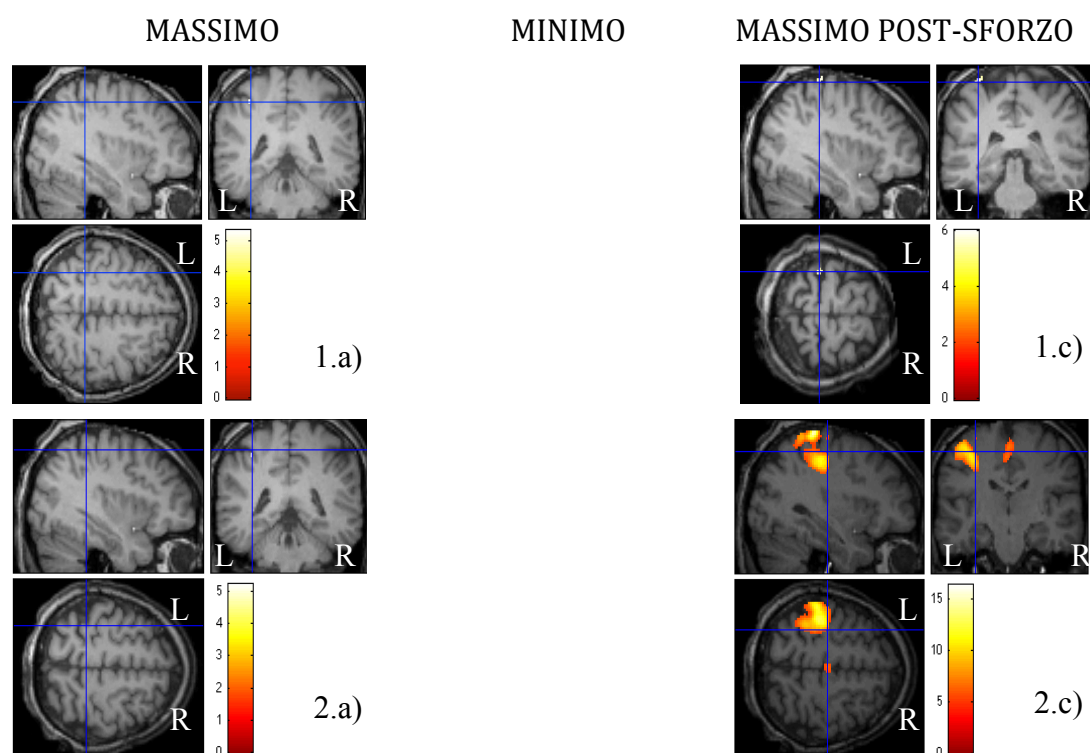 MASSIMO MINIMO MASSIMO POST-SFORZO
L R L R
L L
5 6
4
3 4
2
1 2
0 0
R R
1.a) 1.c)
L R L R
L L
5 15
4
3 10
2
1 5
0 0
R R
2.a) 2.c)